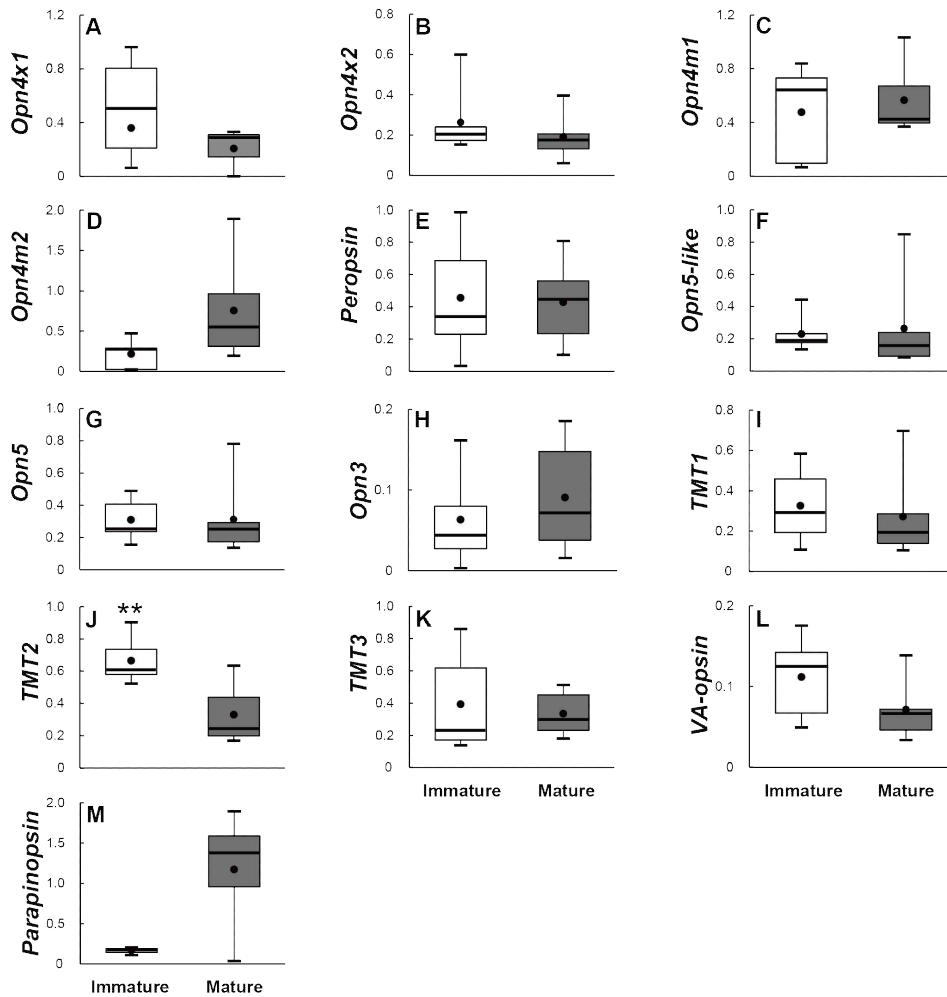 A
Opn4x1
1.2
0.8
0.4
0
B
Opn4x2
0.8
0.6
0.4
0.2
0
C
Opn4m1
1.2
0.8
0.4
0
D
Opn4m2
2.0
1.5
1.0
0.5
0
E
Peropsin
1.0
0.8
0.6
0.4
0.2
0
F
Opn5-like
1.0
0.8
0.6
0.4
0.2
0
G
Opn5
1.0
0.8
0.6
0.4
0.2
0
H
Opn3
0.2
0.1
0
I
TMT1
0.8
0.6
0.4
0.2
0
J
**
TMT2
1.0
0.8
0.6
0.4
0.2
0
K
TMT3
1.0
0.8
0.6
0.4
0.2
0
Immature Mature
L
VA-opsin
0.2
0.1
0
Immature Mature
M
Parapinopsin
2.0
1.5
1.0
0.5
0
Immature Mature